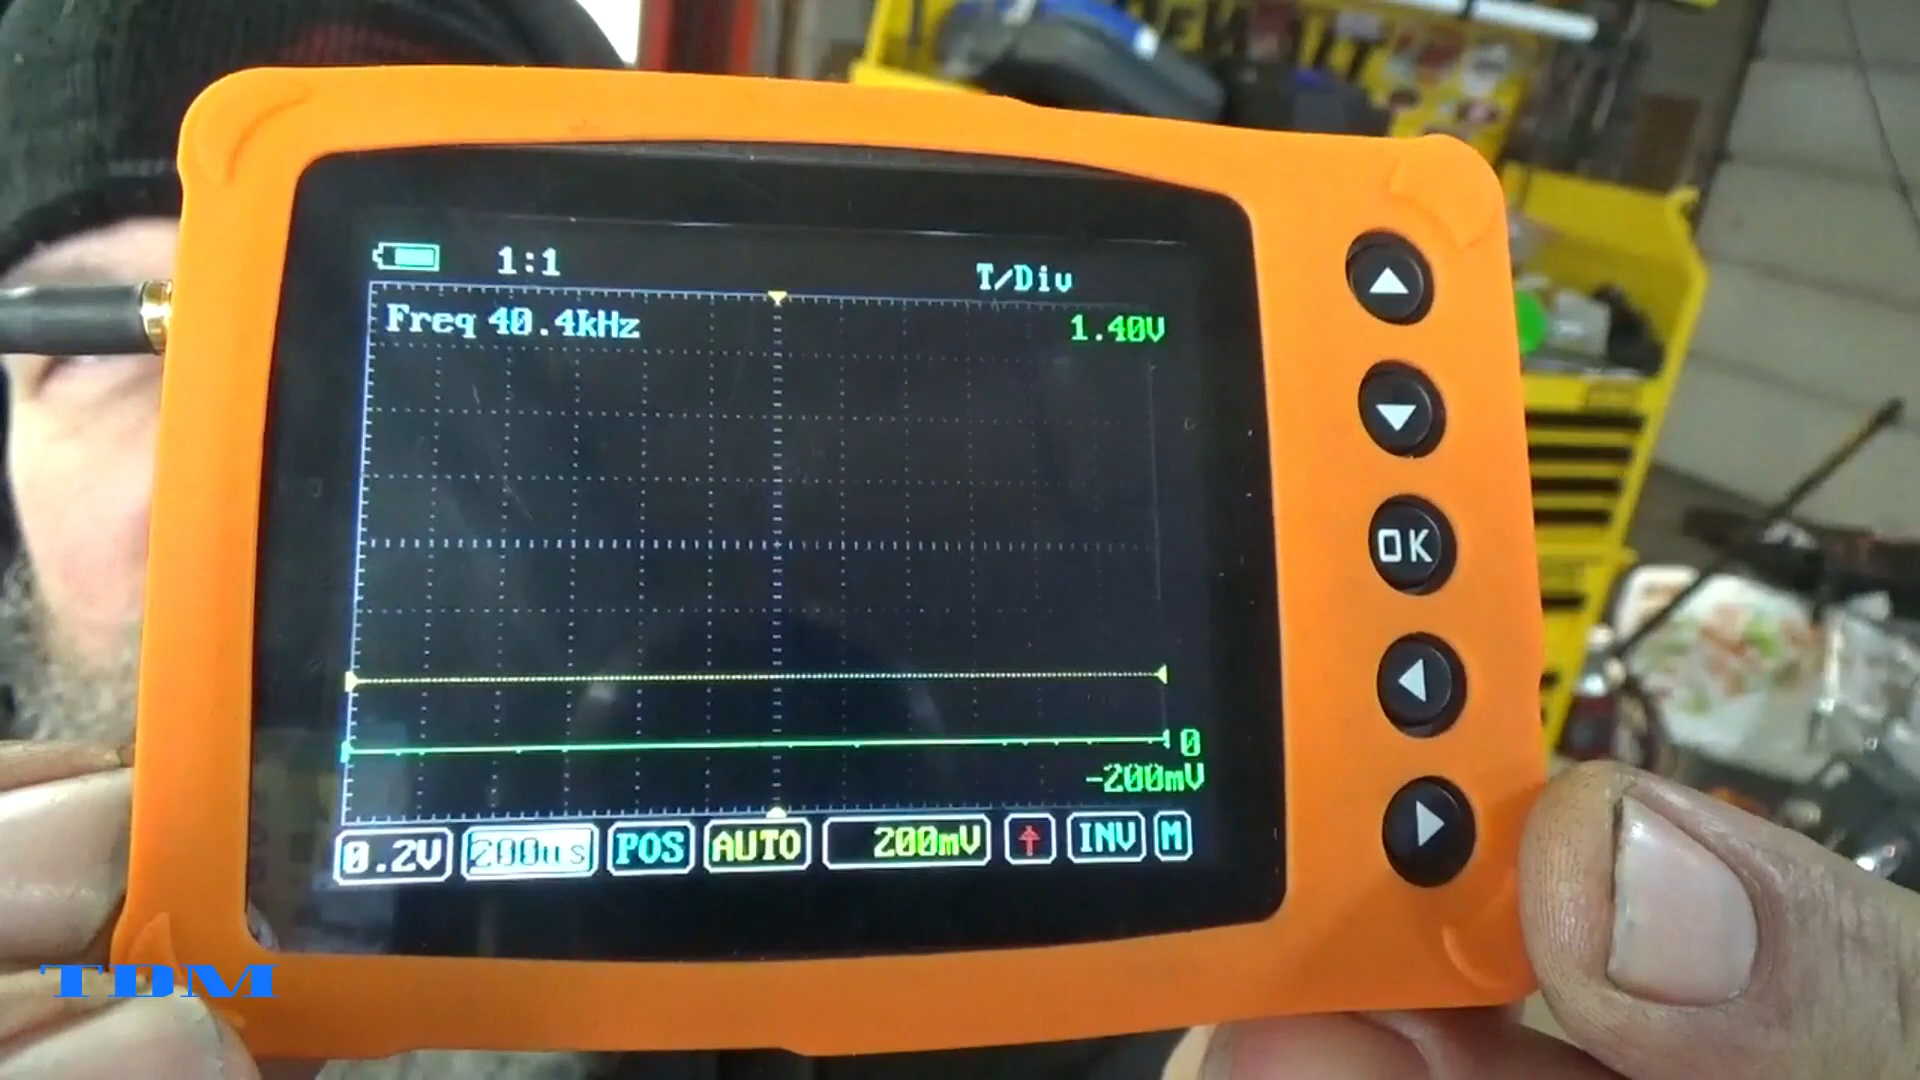 1:1 T/Div
Freq 40.4kHz 1.40V
0
-200mV
0.2V 200us POS AUTO 200mV INV M
OK
TDM